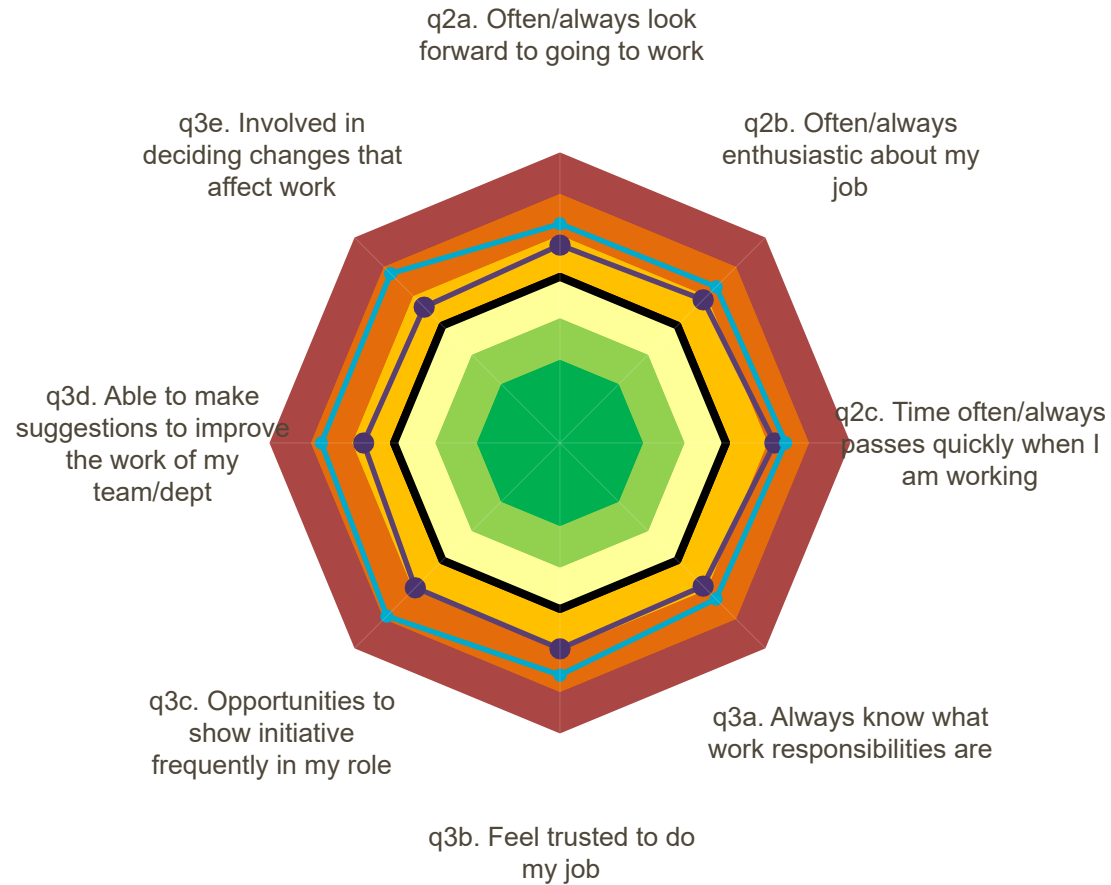 q2a. Often/always look
forward to going to work
q2b. Often/always
enthusiastic about my
job
q2c. Time often/always
passes quickly when I
am working
q3a. Always know what
work responsibilities are
q3b. Feel trusted to do
my job
q3c. Opportunities to
show initiative
frequently in my role
q3d. Able to make
suggestions to improve
the work of my
team/dept
q3e. Involved in
deciding changes that
affect work